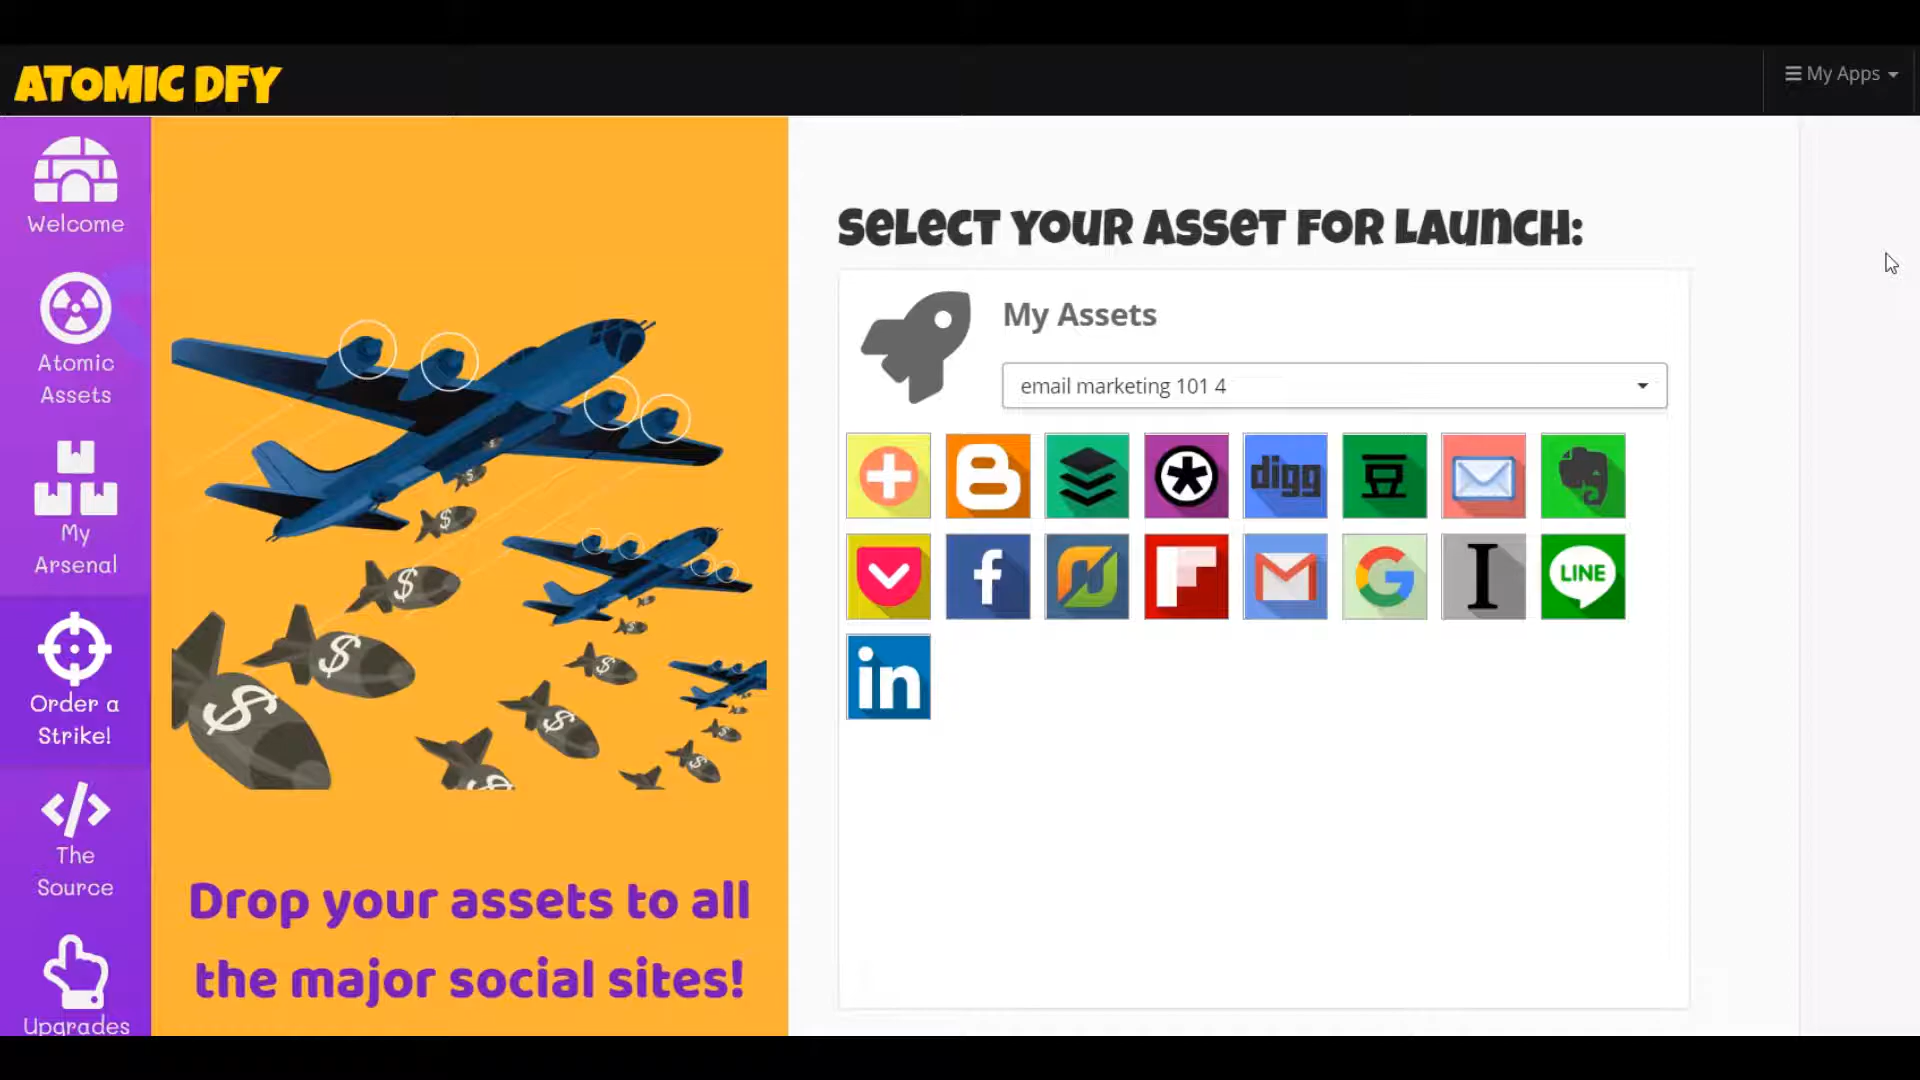 ATOMIC DFY
My Apps
Welcome
Atomic
Assets
My
Arsenal
Order a
Strike!
The
Source
Upgrades
$
$
$
$
$
$
$
$
$
Drop your assets to all
the major social sites!
Select your asset for launch:
My Assets
email marketing 101 4
digg
豆
LINE
in